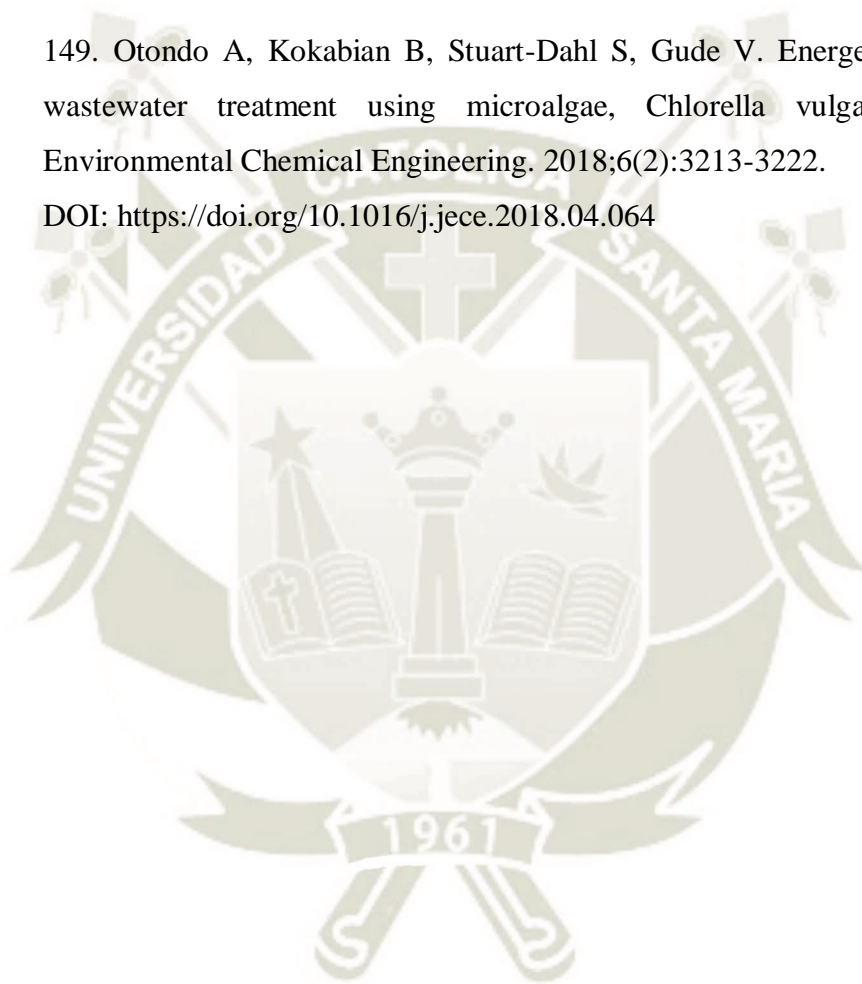 149. Otondo A, Kokabian B, Stuart-Dahl S, Gude V. Energe
wastewater treatment using microalgae, Chlorella vulga
Environmental Chemical Engineering. 2018;6(2):3213-3222.
DOI: https://doi.org/10.1016/j.jece.2018.04.064
UNIVERSIDAD CATOLICA SANTA MARIA
1961